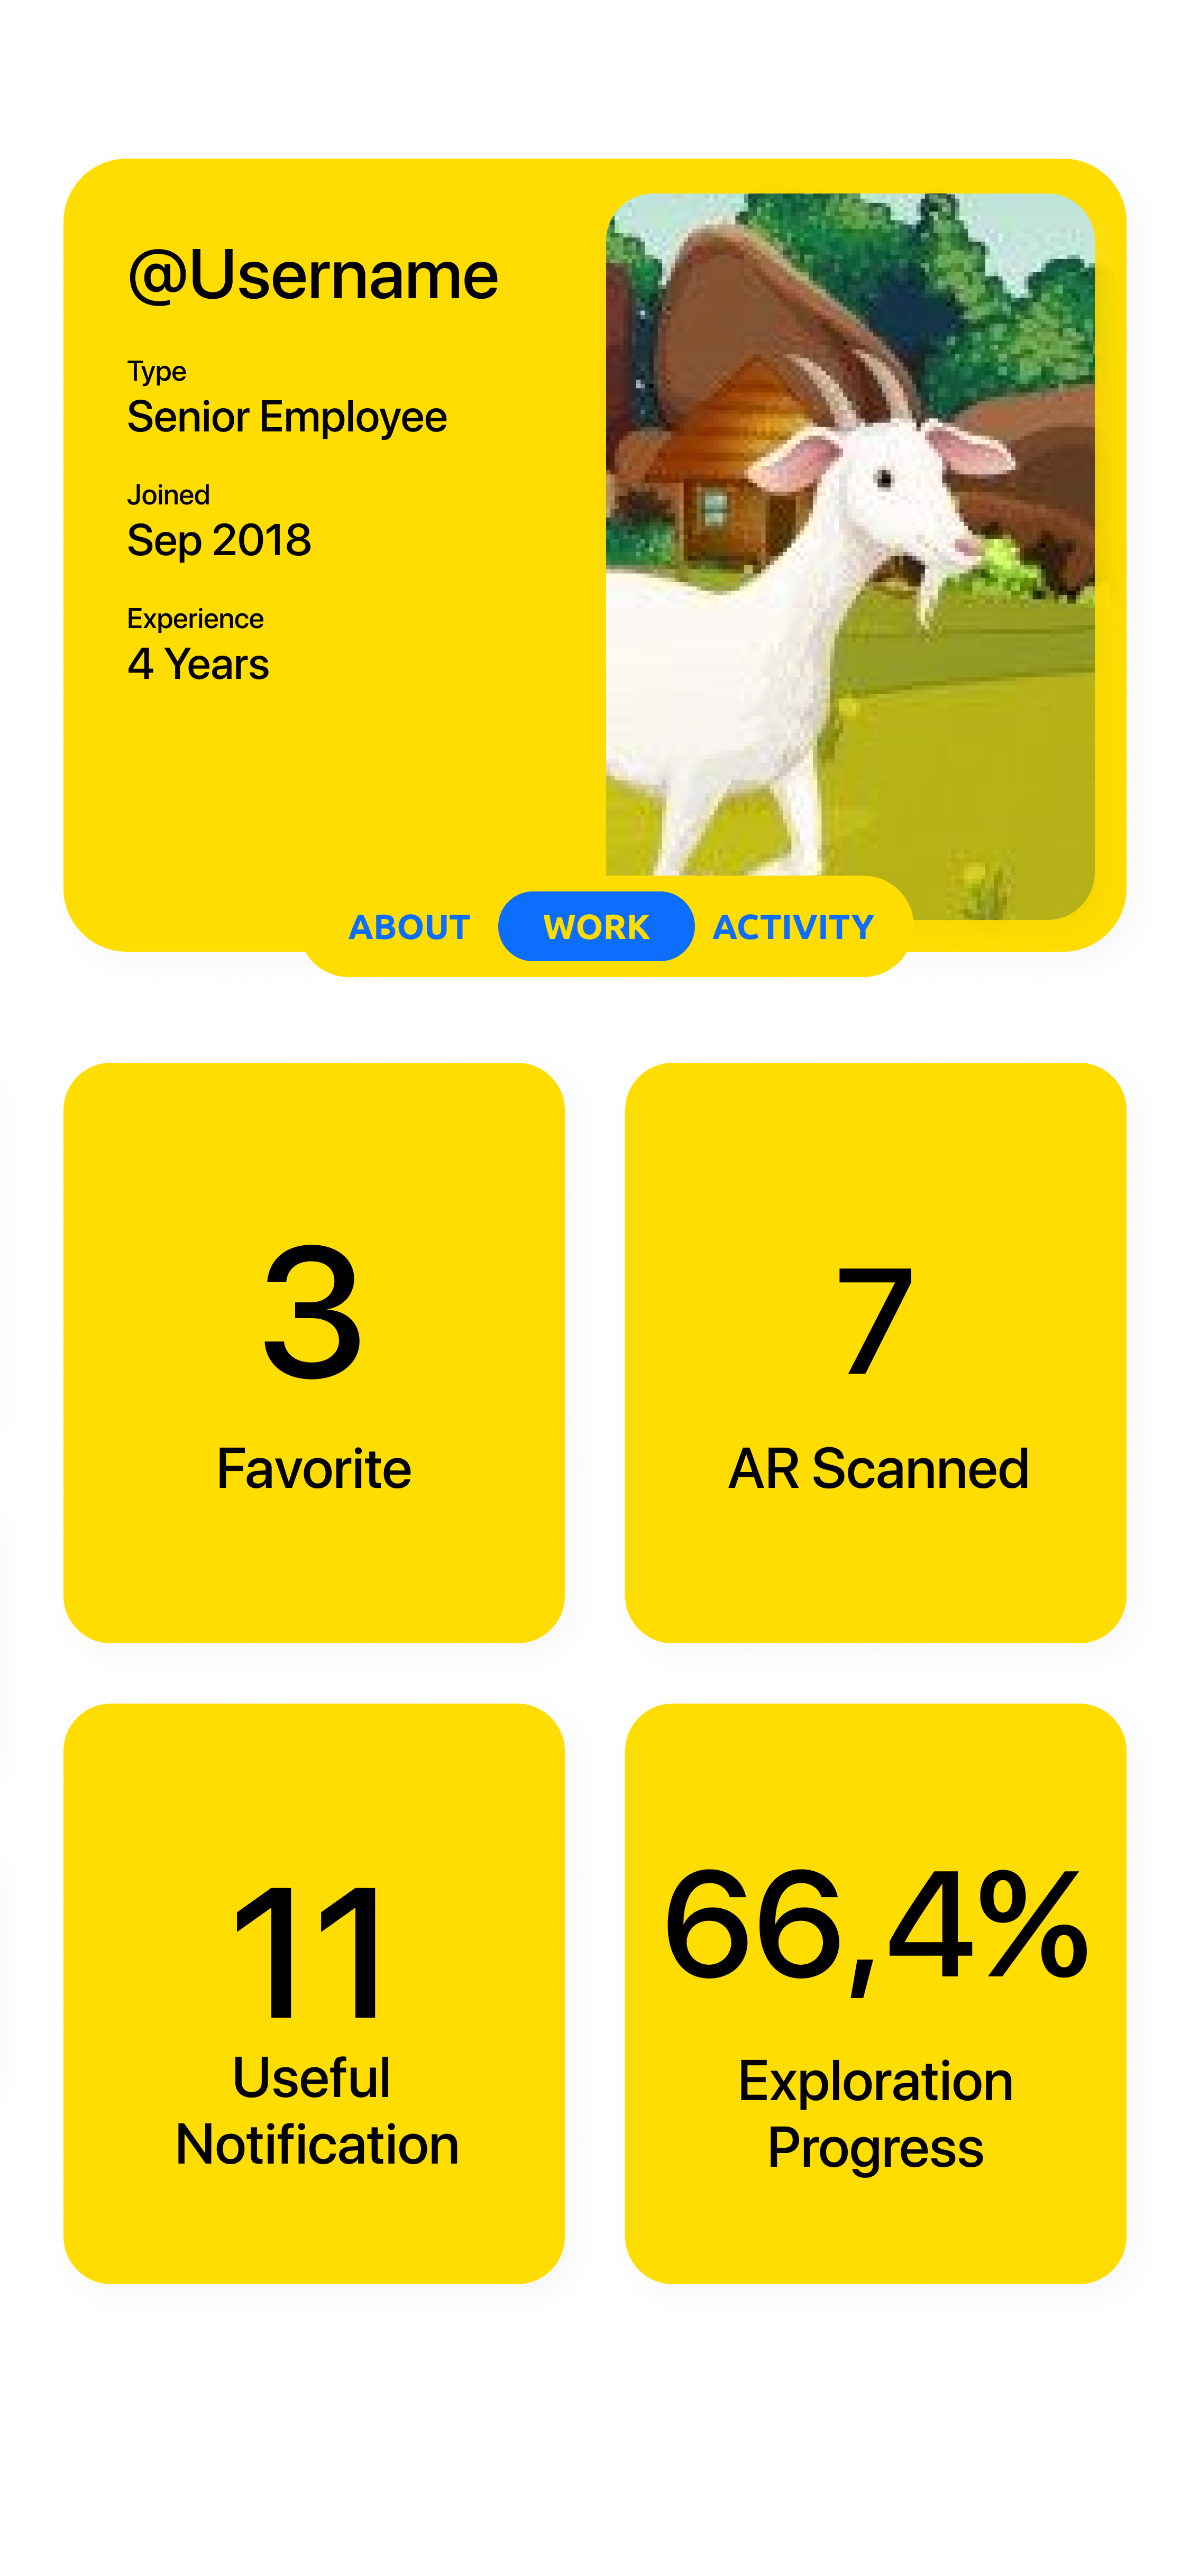 @Username
Type
Senior Employee
Joined
Sep 2018
Experience
4 Years
ABOUT WORK ACTIVITY
3
Favorite
7
AR Scanned
11
Useful
Notification
66,4%
Exploration
Progress